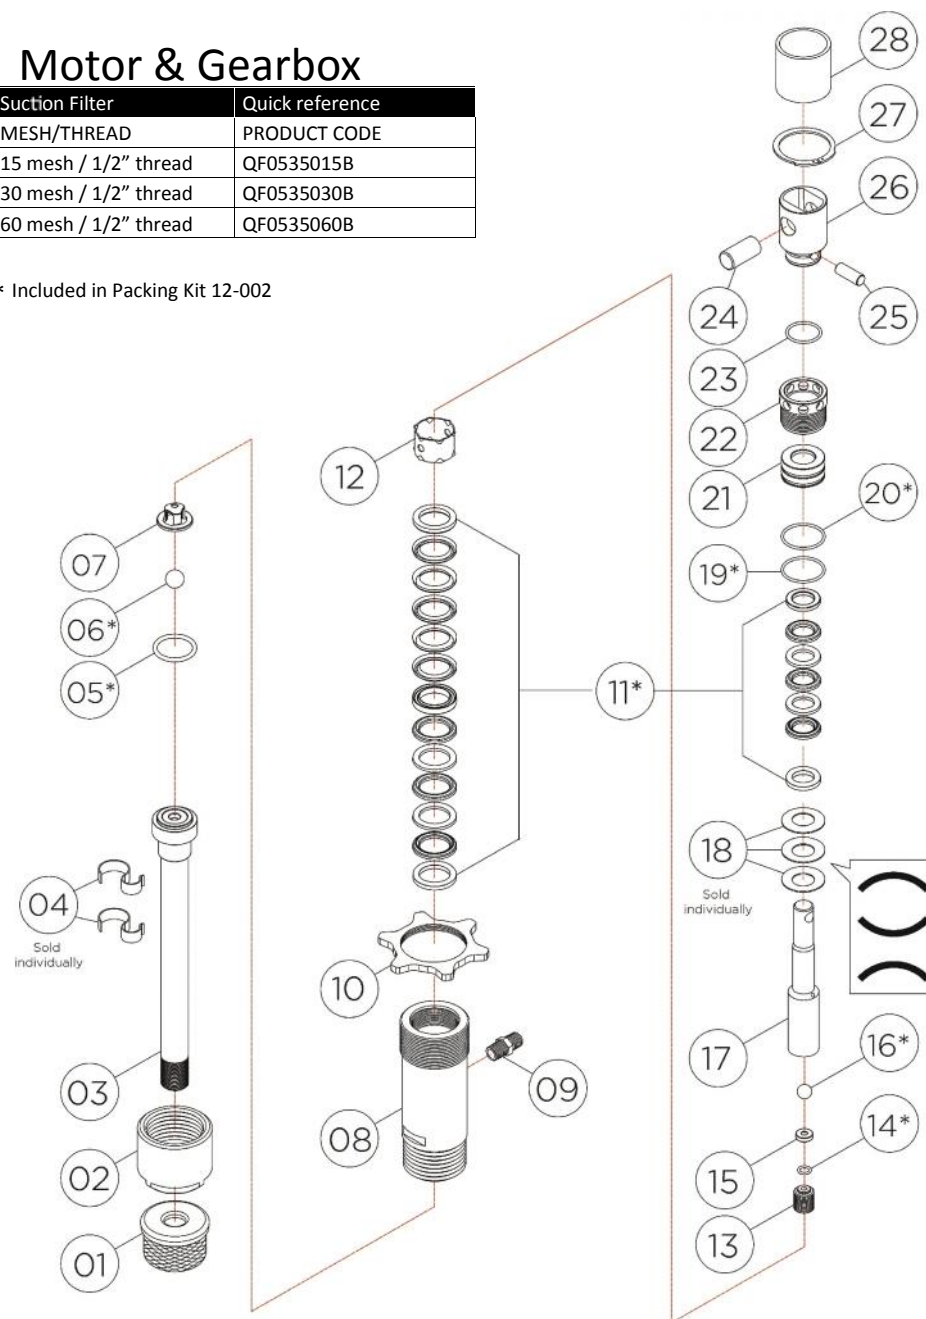 Motor & Gearbox
Suction Filter Quick reference
MESH/THREAD PRODUCT CODE
15 mesh / 1/2” thread QF0535015B
30 mesh / 1/2” thread QF0535030B
60 mesh / 1/2” thread QF0535060B
* Included in Packing Kit 12-002
07
06*
05*
04
Sold
individually
03
02
01
12
11*
10
09
08
28
27
26
24
25
23
22
21
20*
19*
18
Sold
individually
17
16*
15
14*
13